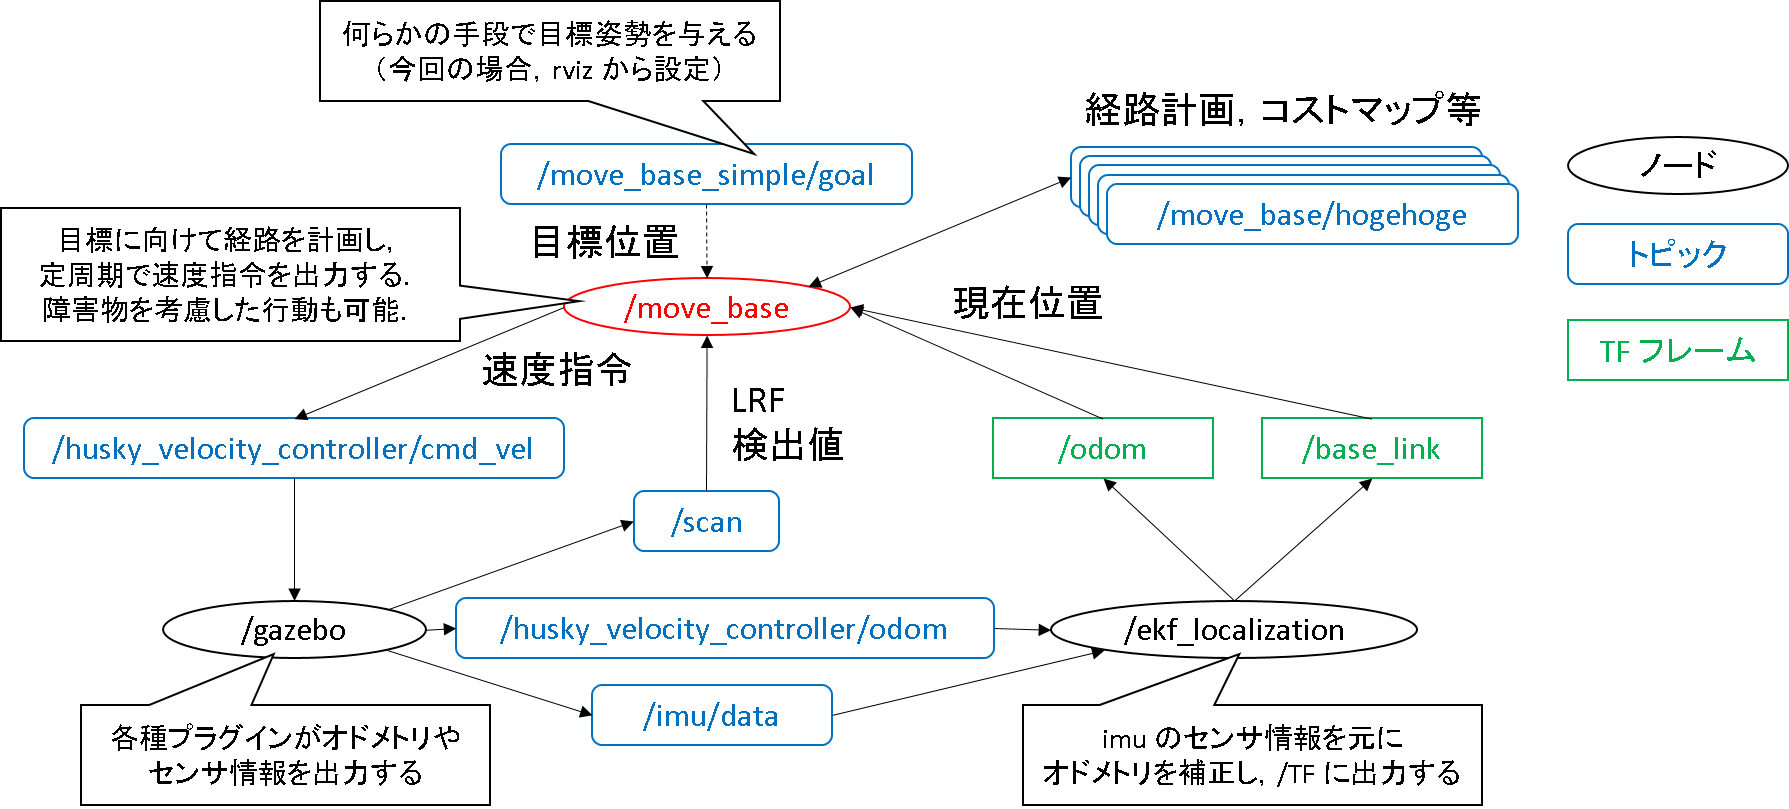 何らかの手段で目標姿勢を与える
（今回の場合, rviz から設定）
経路計画, コストマップ等
ノード
/move_base_simple/goal
/move_base/hogehoge
トピック
目標位置
目標に向けて経路を計画し,
定周期で速度指令を出力する.
障害物を考慮した行動も可能.
/move_base
現在位置
TF フレーム
速度指令
LRF
検出値
/husky_velocity_controller/cmd_vel
/odom
/base_link
/scan
/gazebo
/husky_velocity_controller/odom
/ekf_localization
/imu/data
各種プラグインがオドメトリや
センサ情報を出力する
imu のセンサ情報を元に
オドメトリを補正し, /TF に出力する